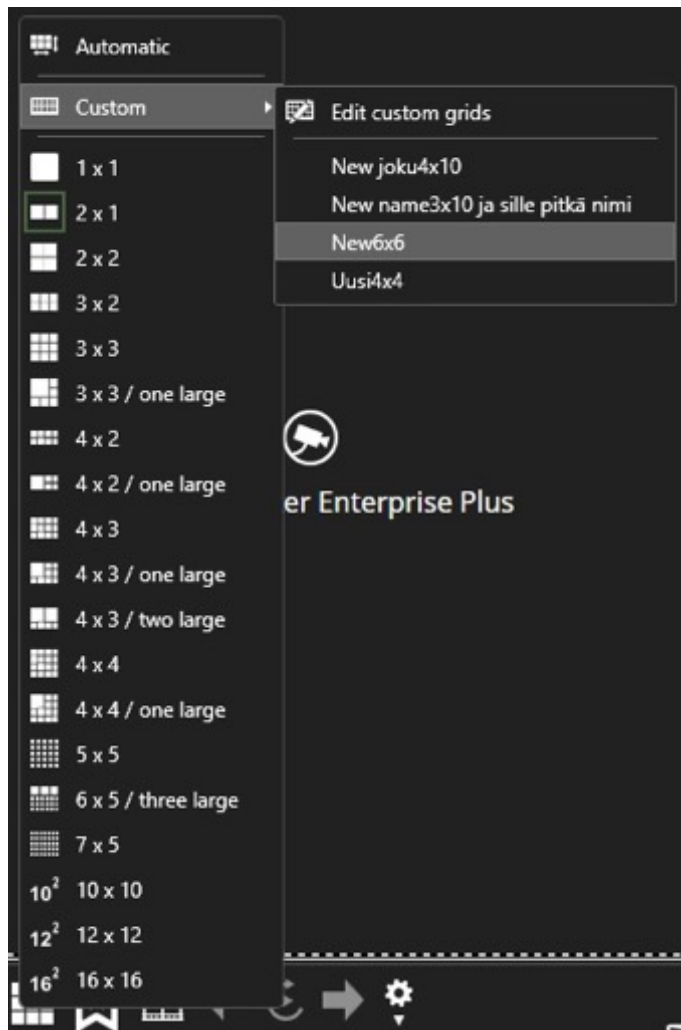 Automatic
Custom
1 x 1
2 x 1
2 x 2
3 x 2
3 x 3
3 x 3 / one large
4 x 2
4 x 2 / one large
4 x 3
4 x 3 / one large
4 x 3 / two large
4 x 4
4 x 4 / one large
5 x 5
6 x 5 / three large
7 x 5
10² 10 x 10
12² 12 x 12
16² 16 x 16
Edit custom grids
New joku4x10
New name3x10 ja sille pitkä nimi
New6x6
Uusi4x4
er Enterprise Plus